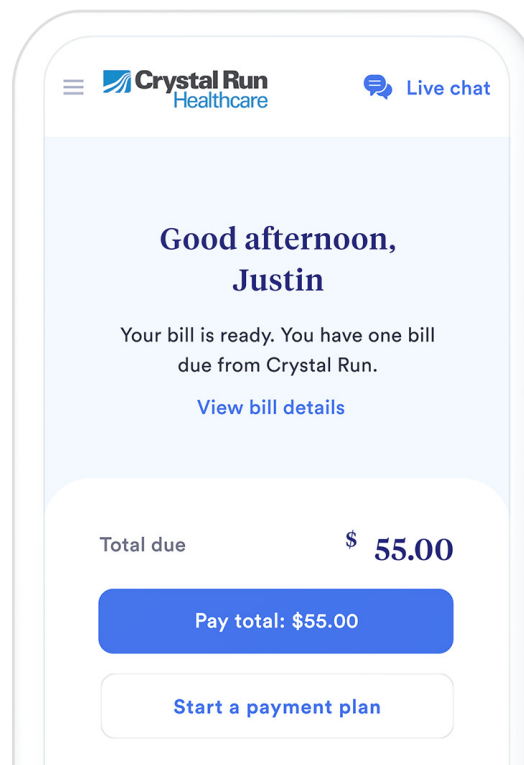 Crystal Run
Healthcare
Live chat
Good afternoon,
Justin
Your bill is ready. You have one bill
due from Crystal Run.
View bill details
Total due
$ 55.00
Pay total: $55.00
Start a payment plan